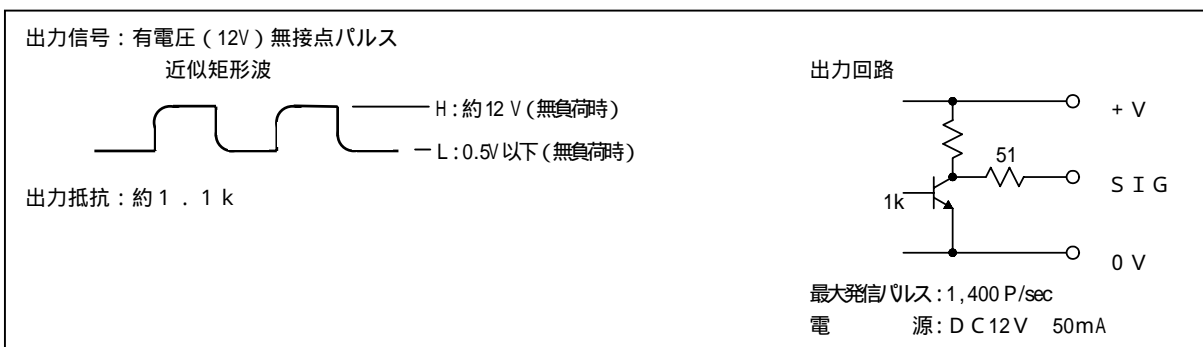 出力信号：有電圧（12V）無接点パルス
近似矩形波
H：約12 V（無負荷時）
L：0.5V以下（無負荷時）
出力抵抗：約１．１ｋ
出力回路
+V
51
ＳＩＧ
1k
0V
最大発信パルス：1,400 P/sec
電　　　源：ＤＣ12Ｖ　50mA